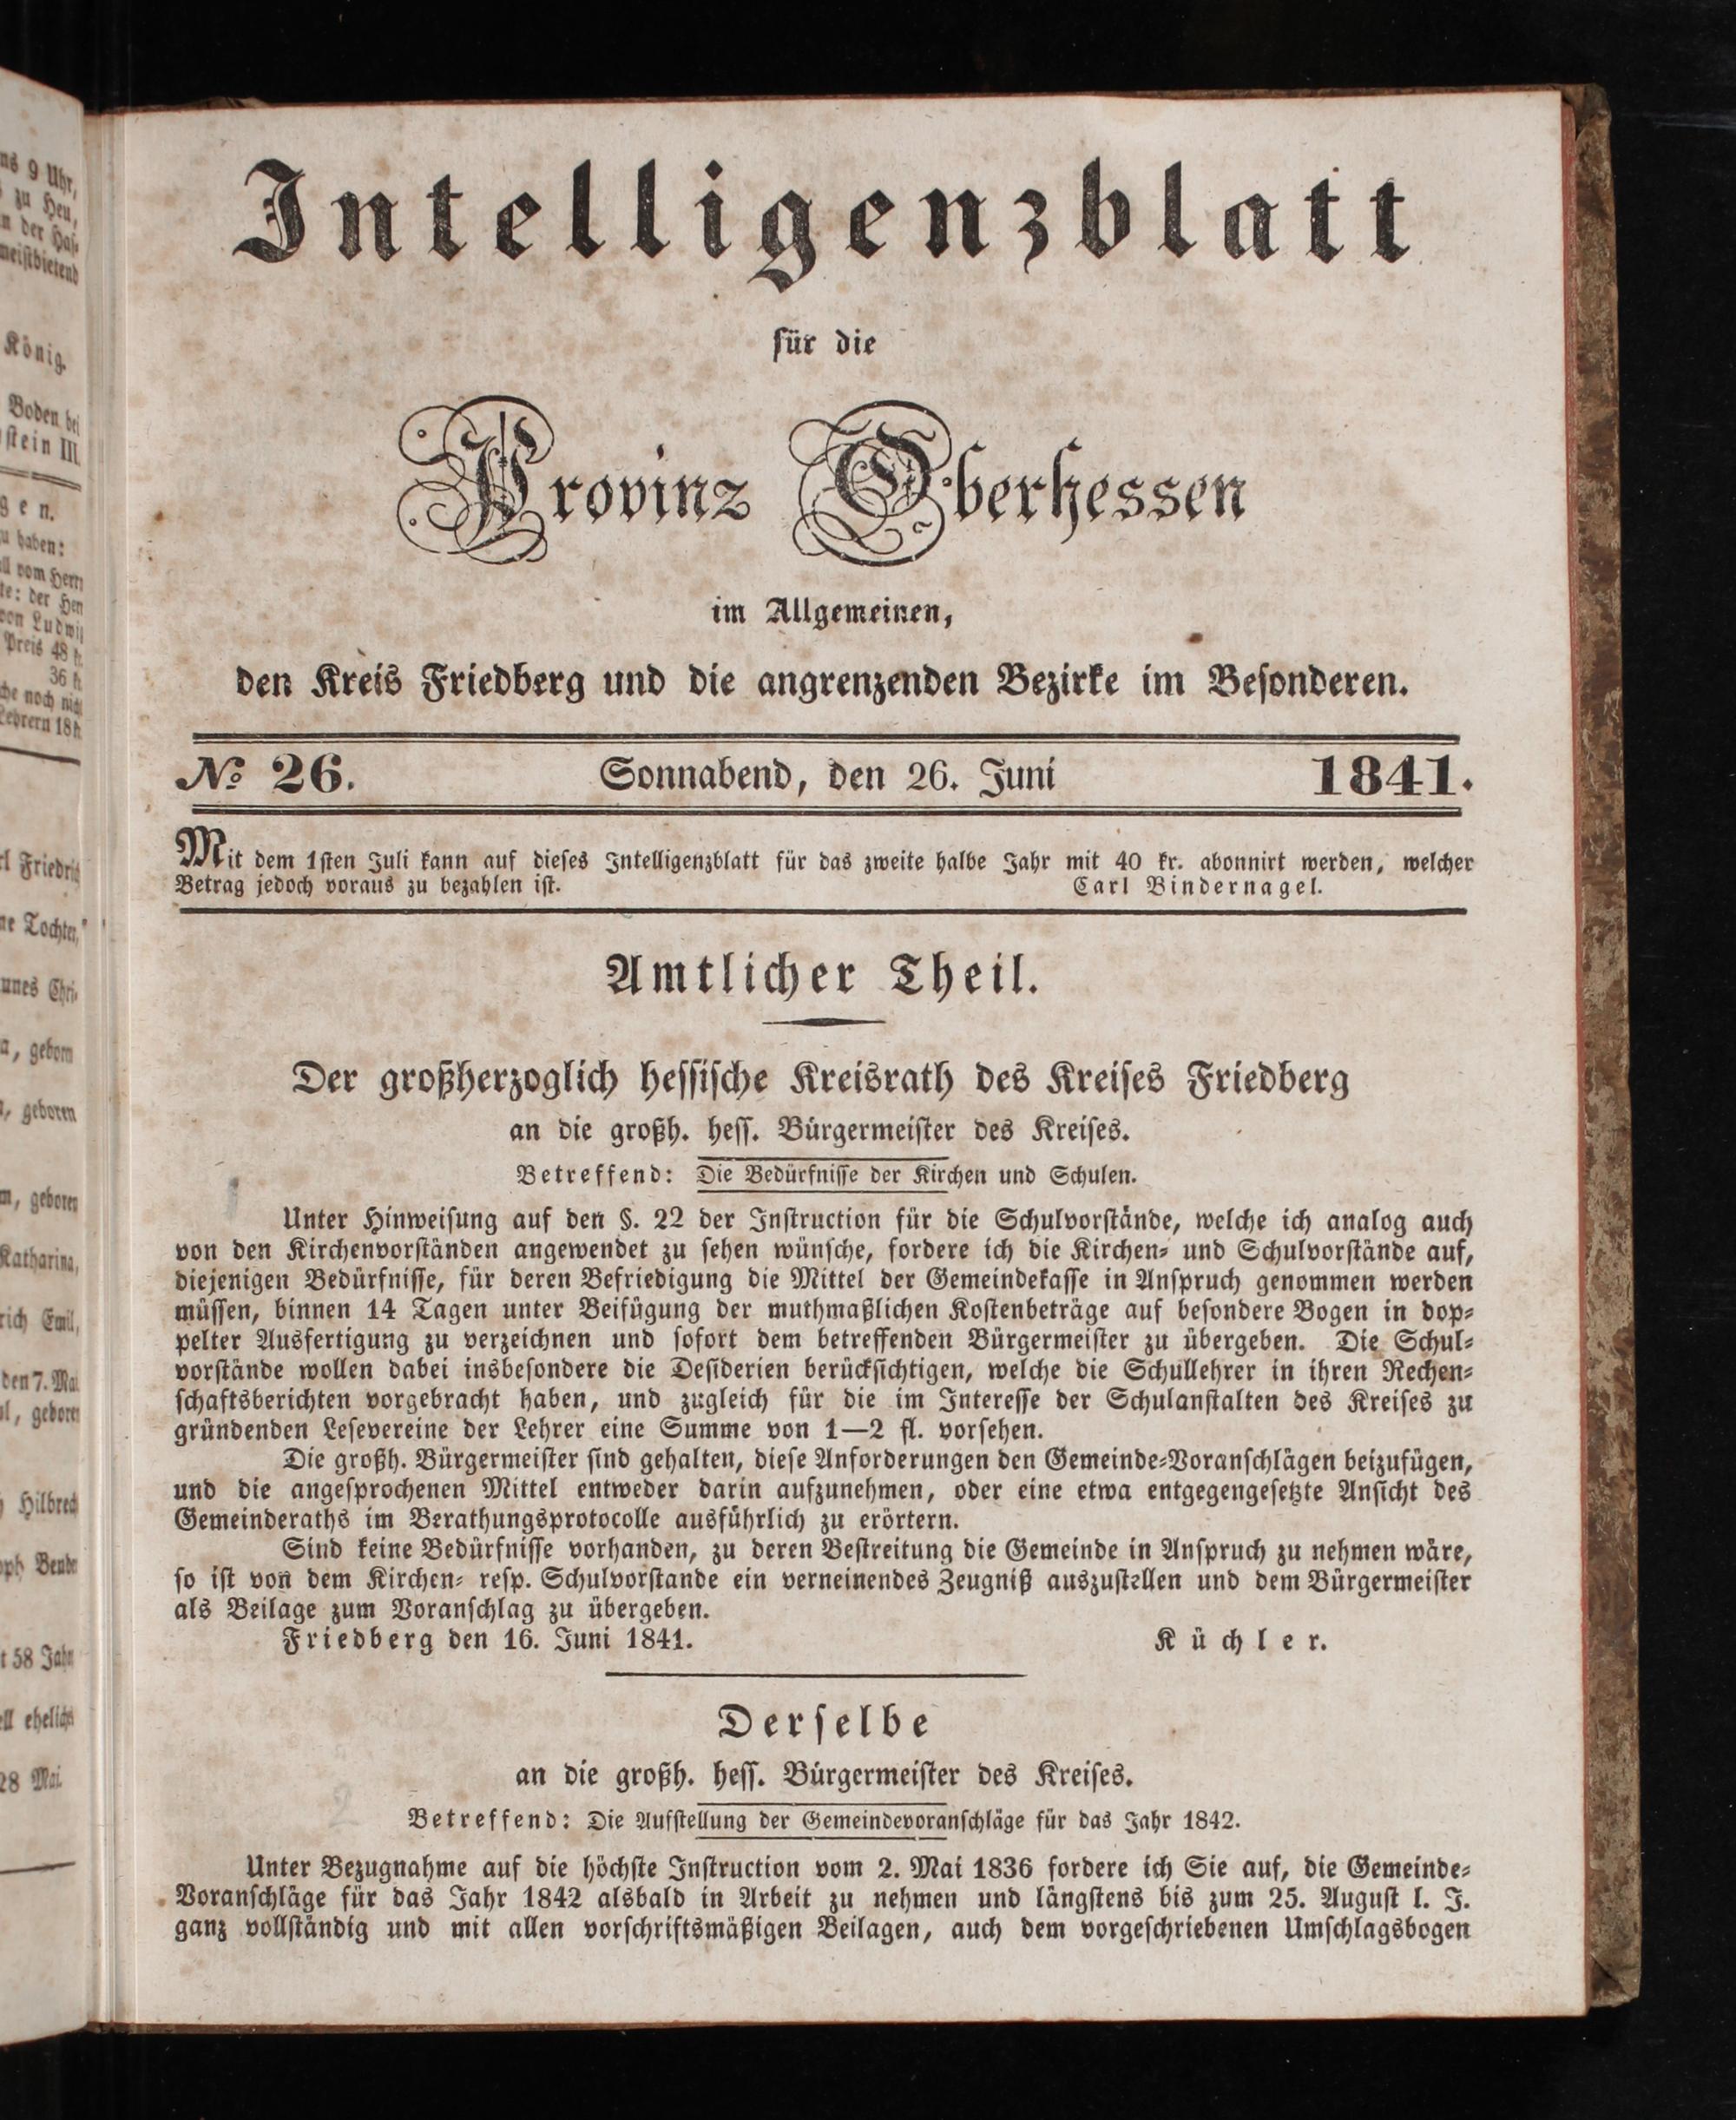 Intelligenzblatt
für die
Provinz Oberhessen
im Allgemeinen,
den Kreis Friedberg und die angrenzenden Bezirke im Beſonderen.
No 26. Sonnabend, den 26. Juni 1841.
Mit dem 1ſten Juli kann auf dieſes Intelligenzblatt für das zweite halbe Jahr mit 40 kr. abonnirt werden, welcher
Betrag jedoch voraus zu bezahlen iſt. Carl Bindernagel.
Amtlicher Theil.
Der großherzoglich heſſiſche Kreisrath des Kreiſes Friedberg
an die großh. heſſ. Bürgermeiſter des Kreiſes.
Betreffend: Die Bedürfniſſe der Kirchen und Schulen.
Unter Hinweiſung auf den §. 22 der Inſtruction für die Schulvorſtände, welche ich analog auch
von den Kirchenvorſtänden angewendet zu ſehen wünſche, fordere ich die Kirchen- und Schulvorſtände auf,
diejenigen Bedürfniſſe, für deren Befriedigung die Mittel der Gemeindekaſſe in Anſpruch genommen werden
müſſen, binnen 14 Tagen unter Beifügung der muthmaßlichen Koſtenbeträge auf beſondere Bogen in dop-
pelter Ausfertigung zu verzeichnen und ſofort dem betreffenden Bürgermeiſter zu übergeben. Die Schul-
vorſtände wollen dabei insbeſondere die Deſiderien berückſichtigen, welche die Schullehrer in ihren Rechen-
ſchaftsberichten vorgebracht haben, und zugleich für die im Intereſſe der Schulanſtalten des Kreiſes zu
gründenden Leſevereine der Lehrer eine Summe von 1—2 fl. vorſehen.
Die großh. Bürgermeiſter ſind gehalten, dieſe Anforderungen den Gemeinde-Voranſchlägen beizufügen,
und die angeſprochenen Mittel entweder darin aufzunehmen, oder eine etwa entgegengeſetzte Anſicht des
Gemeinderaths im Berathungsprotocolle ausführlich zu erörtern.
Sind keine Bedürfniſſe vorhanden, zu deren Beſtreitung die Gemeinde in Anſpruch zu nehmen wäre,
ſo iſt von dem Kirchen- reſp. Schulvorſtande ein verneinendes Zeugniß auszuſtellen und dem Bürgermeiſter
als Beilage zum Voranſchlag zu übergeben.
Friedberg den 16. Juni 1841. Küchler.
Derſelbe
an die großh. heſſ. Bürgermeiſter des Kreiſes.
Betreffend: Die Aufſtellung der Gemeindevoranſchläge für das Jahr 1842.
Unter Bezugnahme auf die höchſte Inſtruction vom 2. Mai 1836 fordere ich Sie auf, die Gemeinde-
Voranſchläge für das Jahr 1842 alsbald in Arbeit zu nehmen und längſtens bis zum 25. Auguſt l. J.
ganz vollſtändig und mit allen vorſchriftsmäßigen Beilagen, auch dem vorgeſchriebenen Umſchlagsbogen